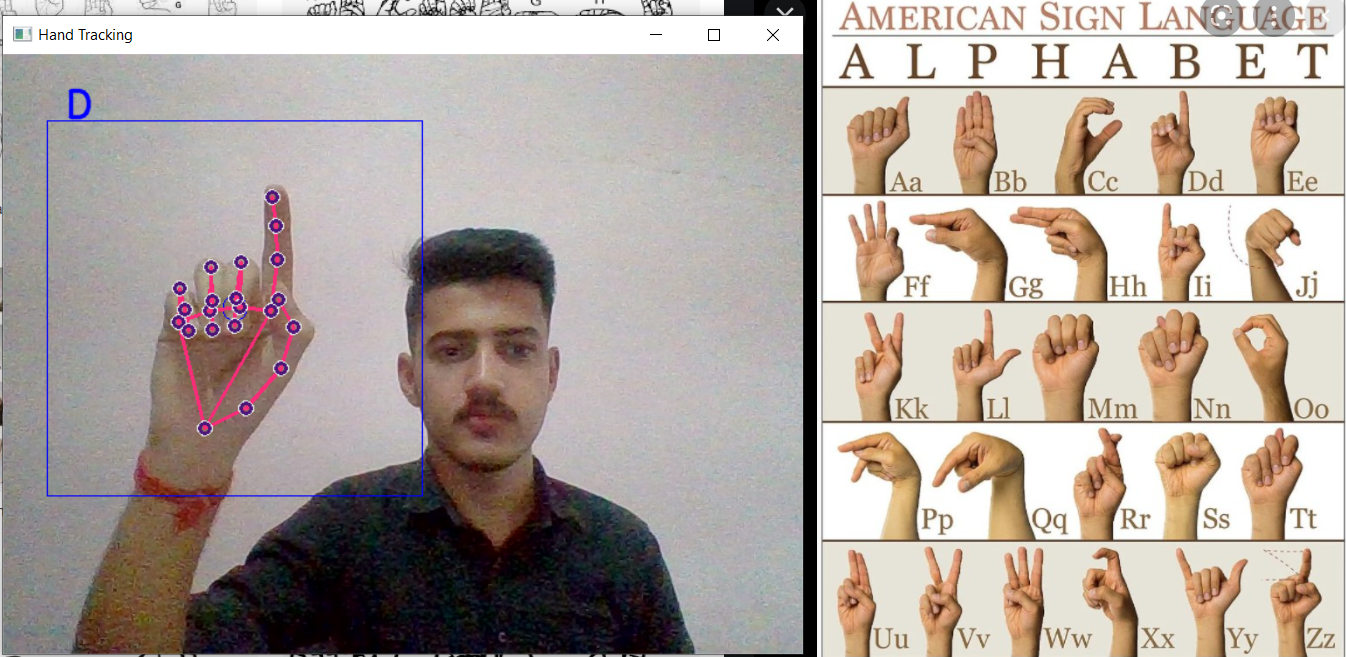 G
Hand Tracking
D
AMERICAN SIGN LANGUAGE
ALPHABET
Aa Bb Cc Dd Ee
Ff Gg Hh Ii Jj
Kk Ll Mm Nn Oo
Pp Qq Rr Ss Tt
Uu Vv Ww Xx Yy Zz